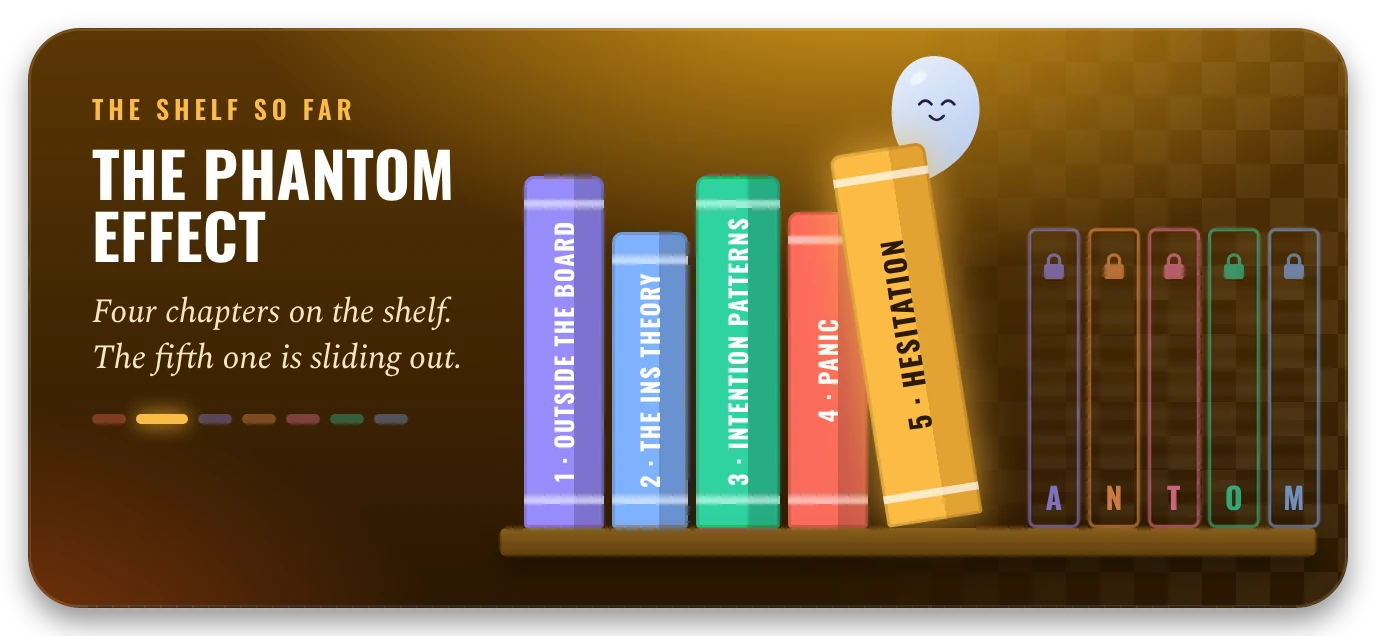 THE SHELF SO FAR
THE PHANTOM
EFFECT
Four chapters on the shelf.
The fifth one is sliding out.
1 · OUTSIDE THE BOARD
2 · THE INS THEORY
3 · INTENTION PATTERNS
4 · PANIC
5 · HESITATION
A
N
T
O
M